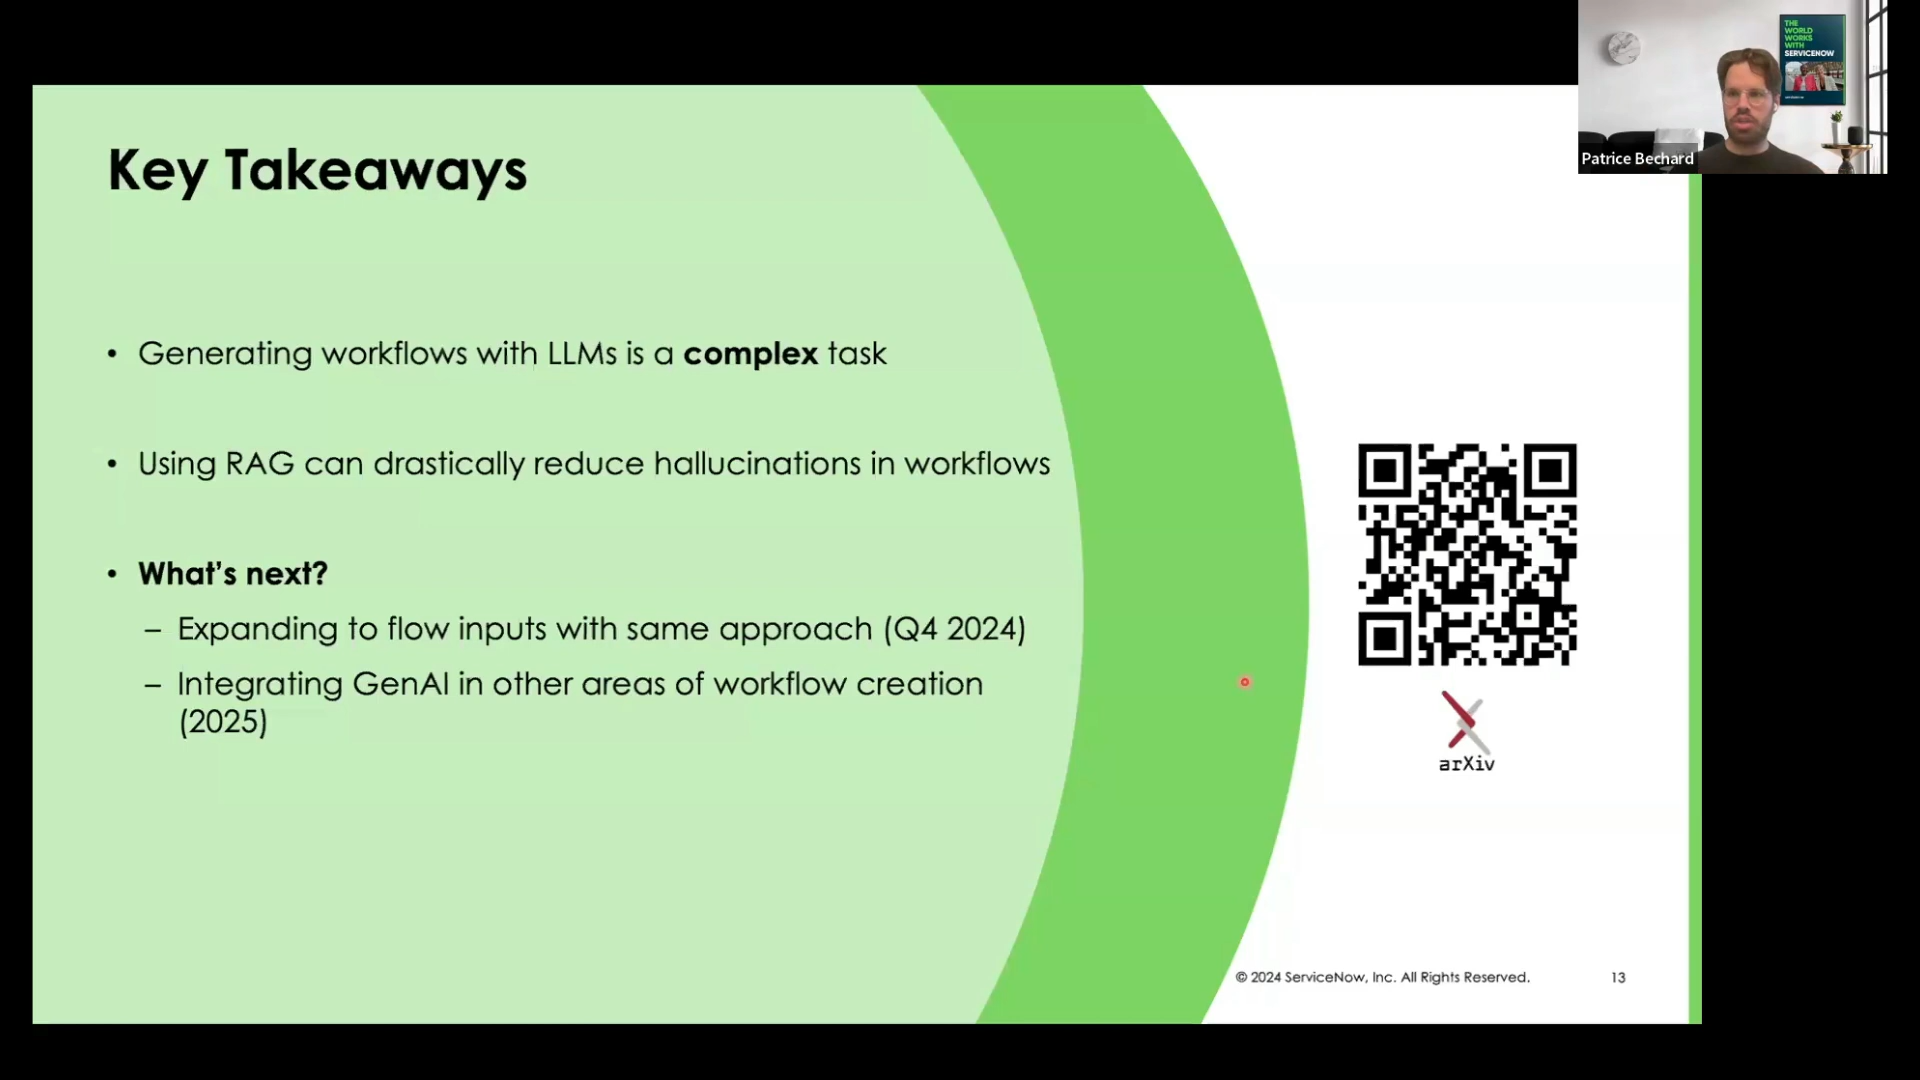 Key Takeaways
• Generating workflows with LLMs is a complex task
• Using RAG can drastically reduce hallucinations in workflows
• What's next?
– Expanding to flow inputs with same approach (Q4 2024)
– Integrating GenAI in other areas of workflow creation
(2025)
arXiv
© 2024 ServiceNow, Inc. All Rights Reserved.
13
THE
WORLD
WORKS
WITH
SERVICENOW
Patrice Bechard